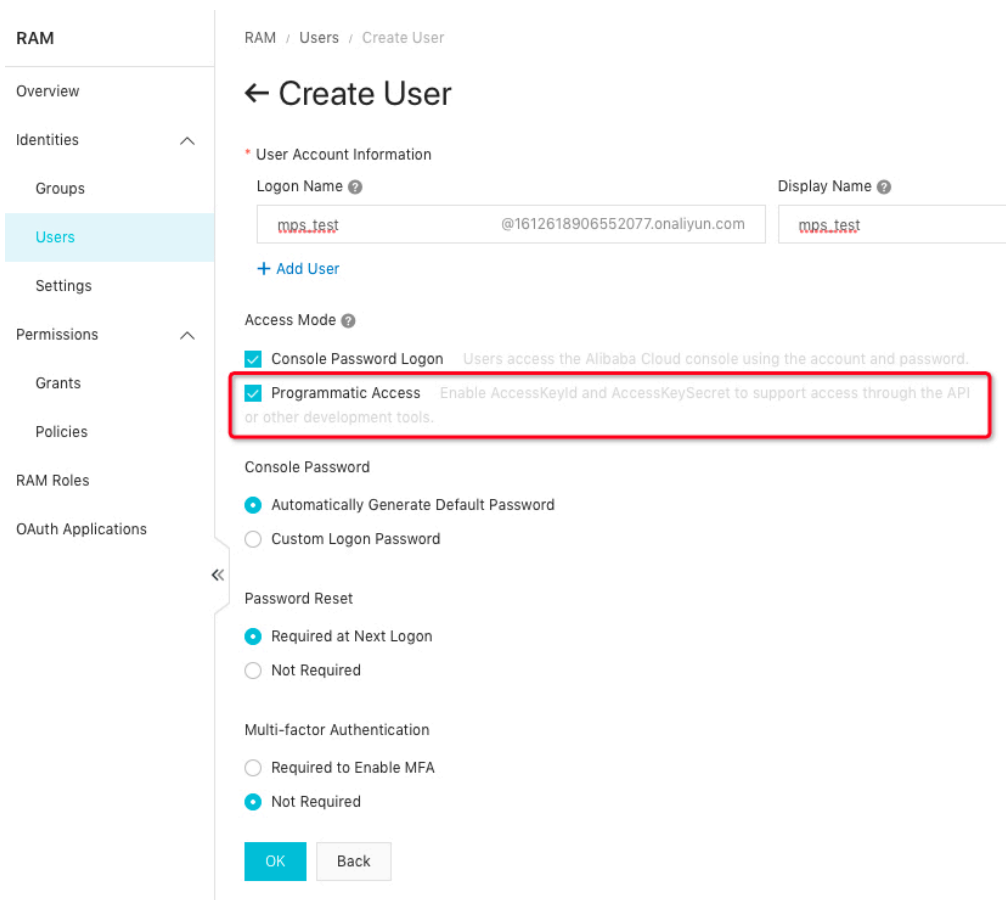 RAM
Overview
Identities
Groups
Users
Settings
Permissions
Grants
Policies
RAM Roles
OAuth Applications
RAM / Users / Create User
← Create User
* User Account Information
Logon Name
Display Name
mps_test @1612618906552077.onaliyun.com
mps_test
+ Add User
Access Mode
Console Password Logon Users access the Alibaba Cloud console using the account and password.
Programmatic Access Enable AccessKeyId and AccessKeySecret to support access through the API
or other development tools.
Console Password
Automatically Generate Default Password
Custom Logon Password
Password Reset
Required at Next Logon
Not Required
Multi-factor Authentication
Required to Enable MFA
Not Required
OK
Back